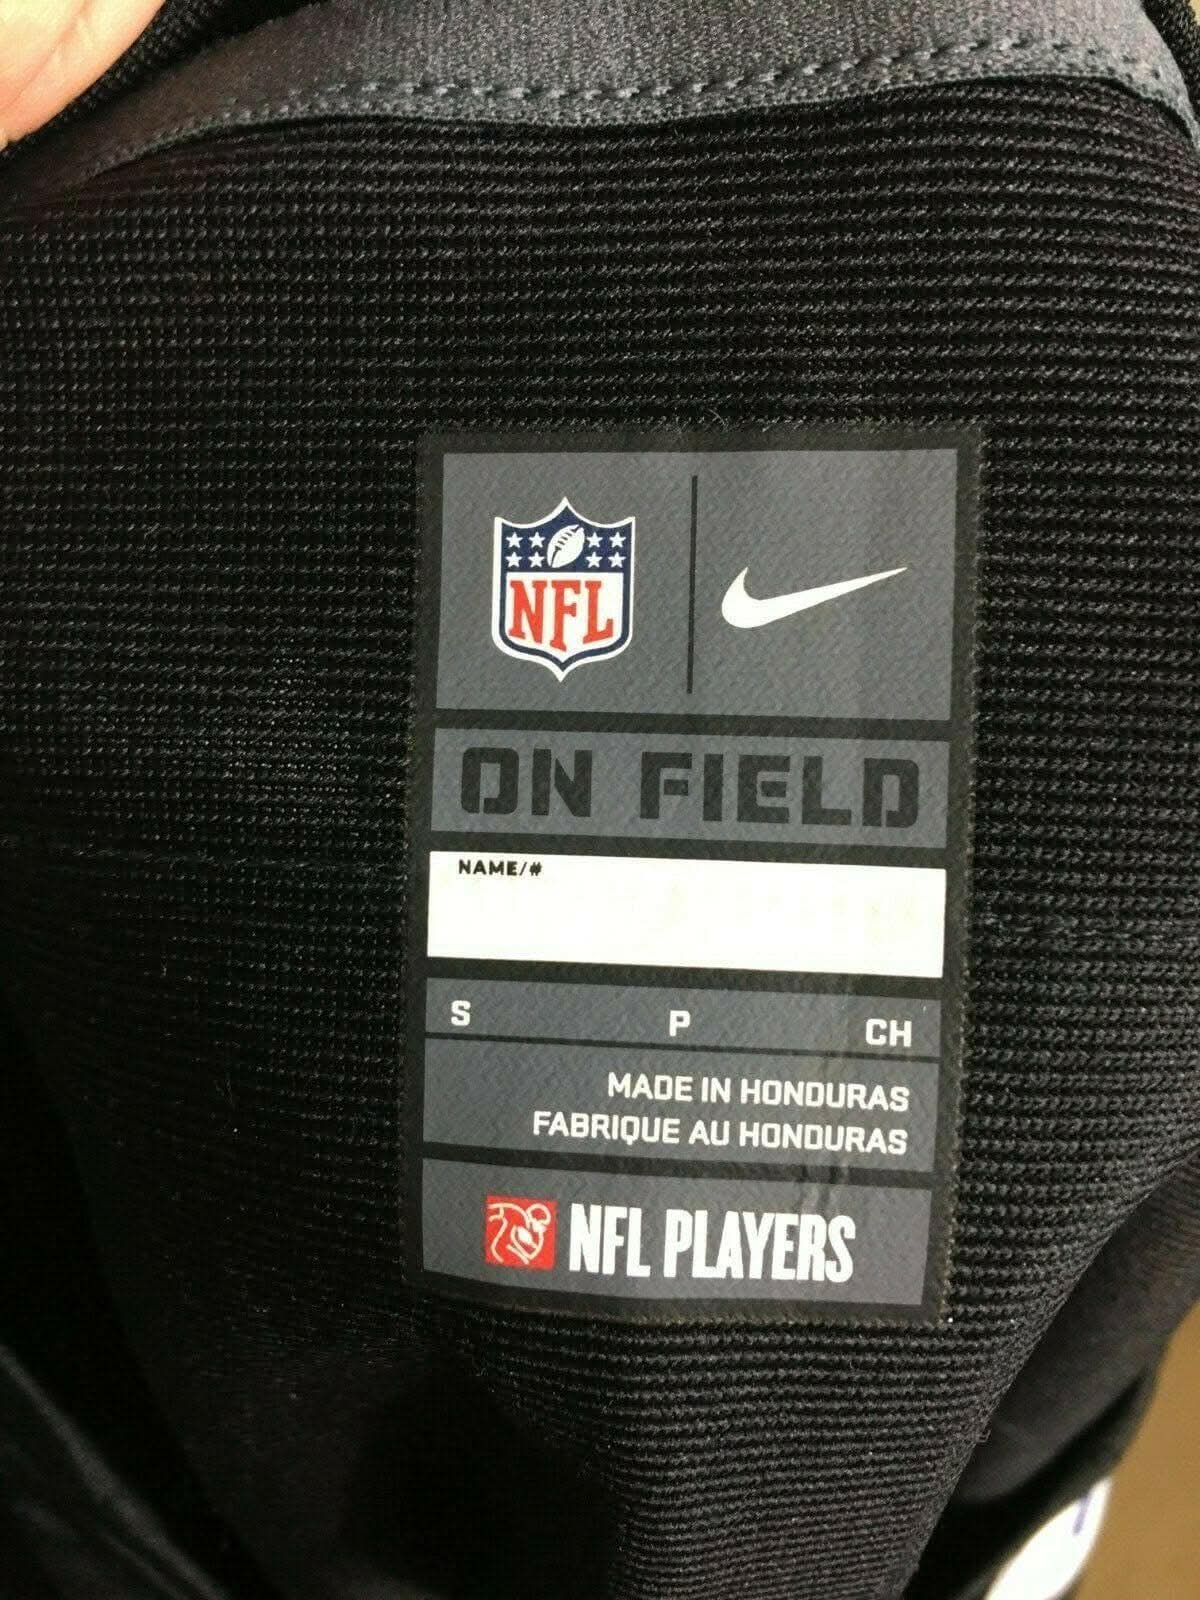 NFL
ON FIELD
NAME/#
S P CH
MADE IN HONDURAS
FABRIQUE AU HONDURAS
NFL PLAYERS